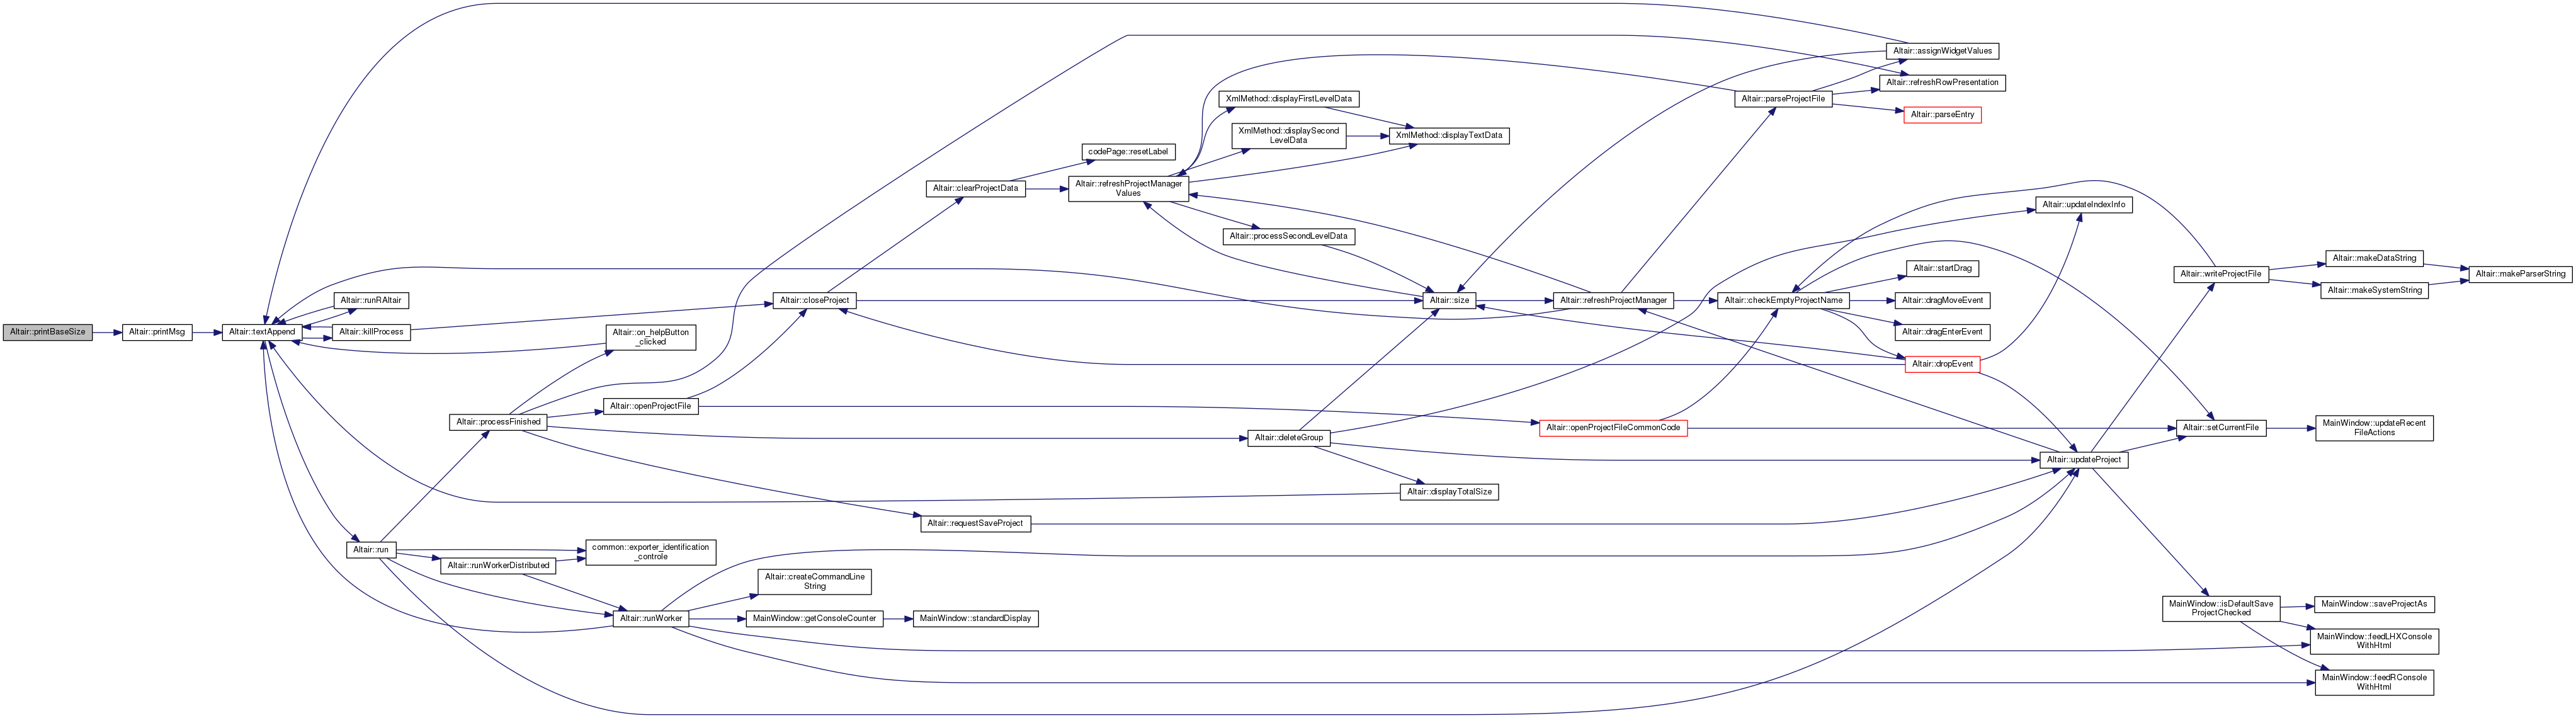 Altair::printBaseSize
Altair::printMsg
Altair::textAppend
Altair::runRAltair
Altair::killProcess
Altair::run
Altair::processFinished
Altair::runWorkerDistributed
Altair::on_helpButton
_clicked
Altair::openProjectFile
common::exporter_identification
_controle
Altair::runWorker
Altair::closeProject
Altair::createCommandLine
String
MainWindow::getConsoleCounter
Altair::clearProjectData
Altair::requestSaveProject
MainWindow::standardDisplay
codePage::resetLabel
Altair::refreshProjectManager
Values
XmlMethod::displayFirstLevelData
XmlMethod::displaySecond
LevelData
Altair::processSecondLevelData
Altair::deleteGroup
XmlMethod::displayTextData
Altair::size
Altair::displayTotalSize
Altair::refreshProjectManager
Altair::openProjectFileCommonCode
Altair::parseProjectFile
Altair::checkEmptyProjectName
Altair::assignWidgetValues
Altair::refreshRowPresentation
Altair::parseEntry
Altair::startDrag
Altair::dragMoveEvent
Altair::dragEnterEvent
Altair::dropEvent
Altair::updateIndexInfo
Altair::updateProject
Altair::writeProjectFile
Altair::setCurrentFile
MainWindow::isDefaultSave
ProjectChecked
Altair::makeDataString
Altair::makeSystemString
MainWindow::updateRecent
FileActions
MainWindow::saveProjectAs
MainWindow::feedLHXConsole
WithHtml
MainWindow::feedRConsole
WithHtml
Altair::makeParserString